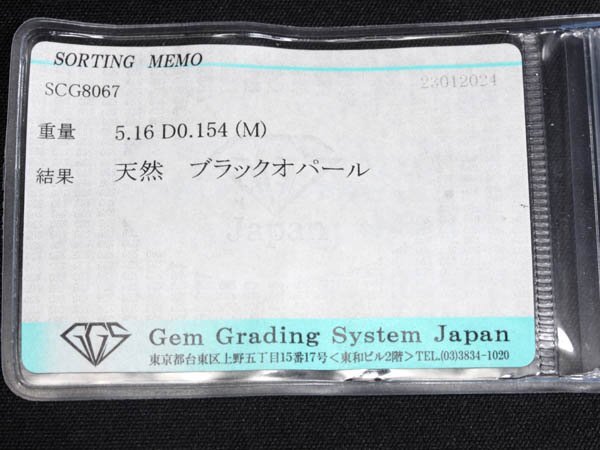 SORTING MEMO
SCG8067 23012024
重量 5.16 D0.154 (M)
結果 天然 ブラックオパール
Japan
GGS Gem Grading System Japan
東京都台東区上野五丁目15番17号＜東和ビル2階＞TEL.(03)3834-1020